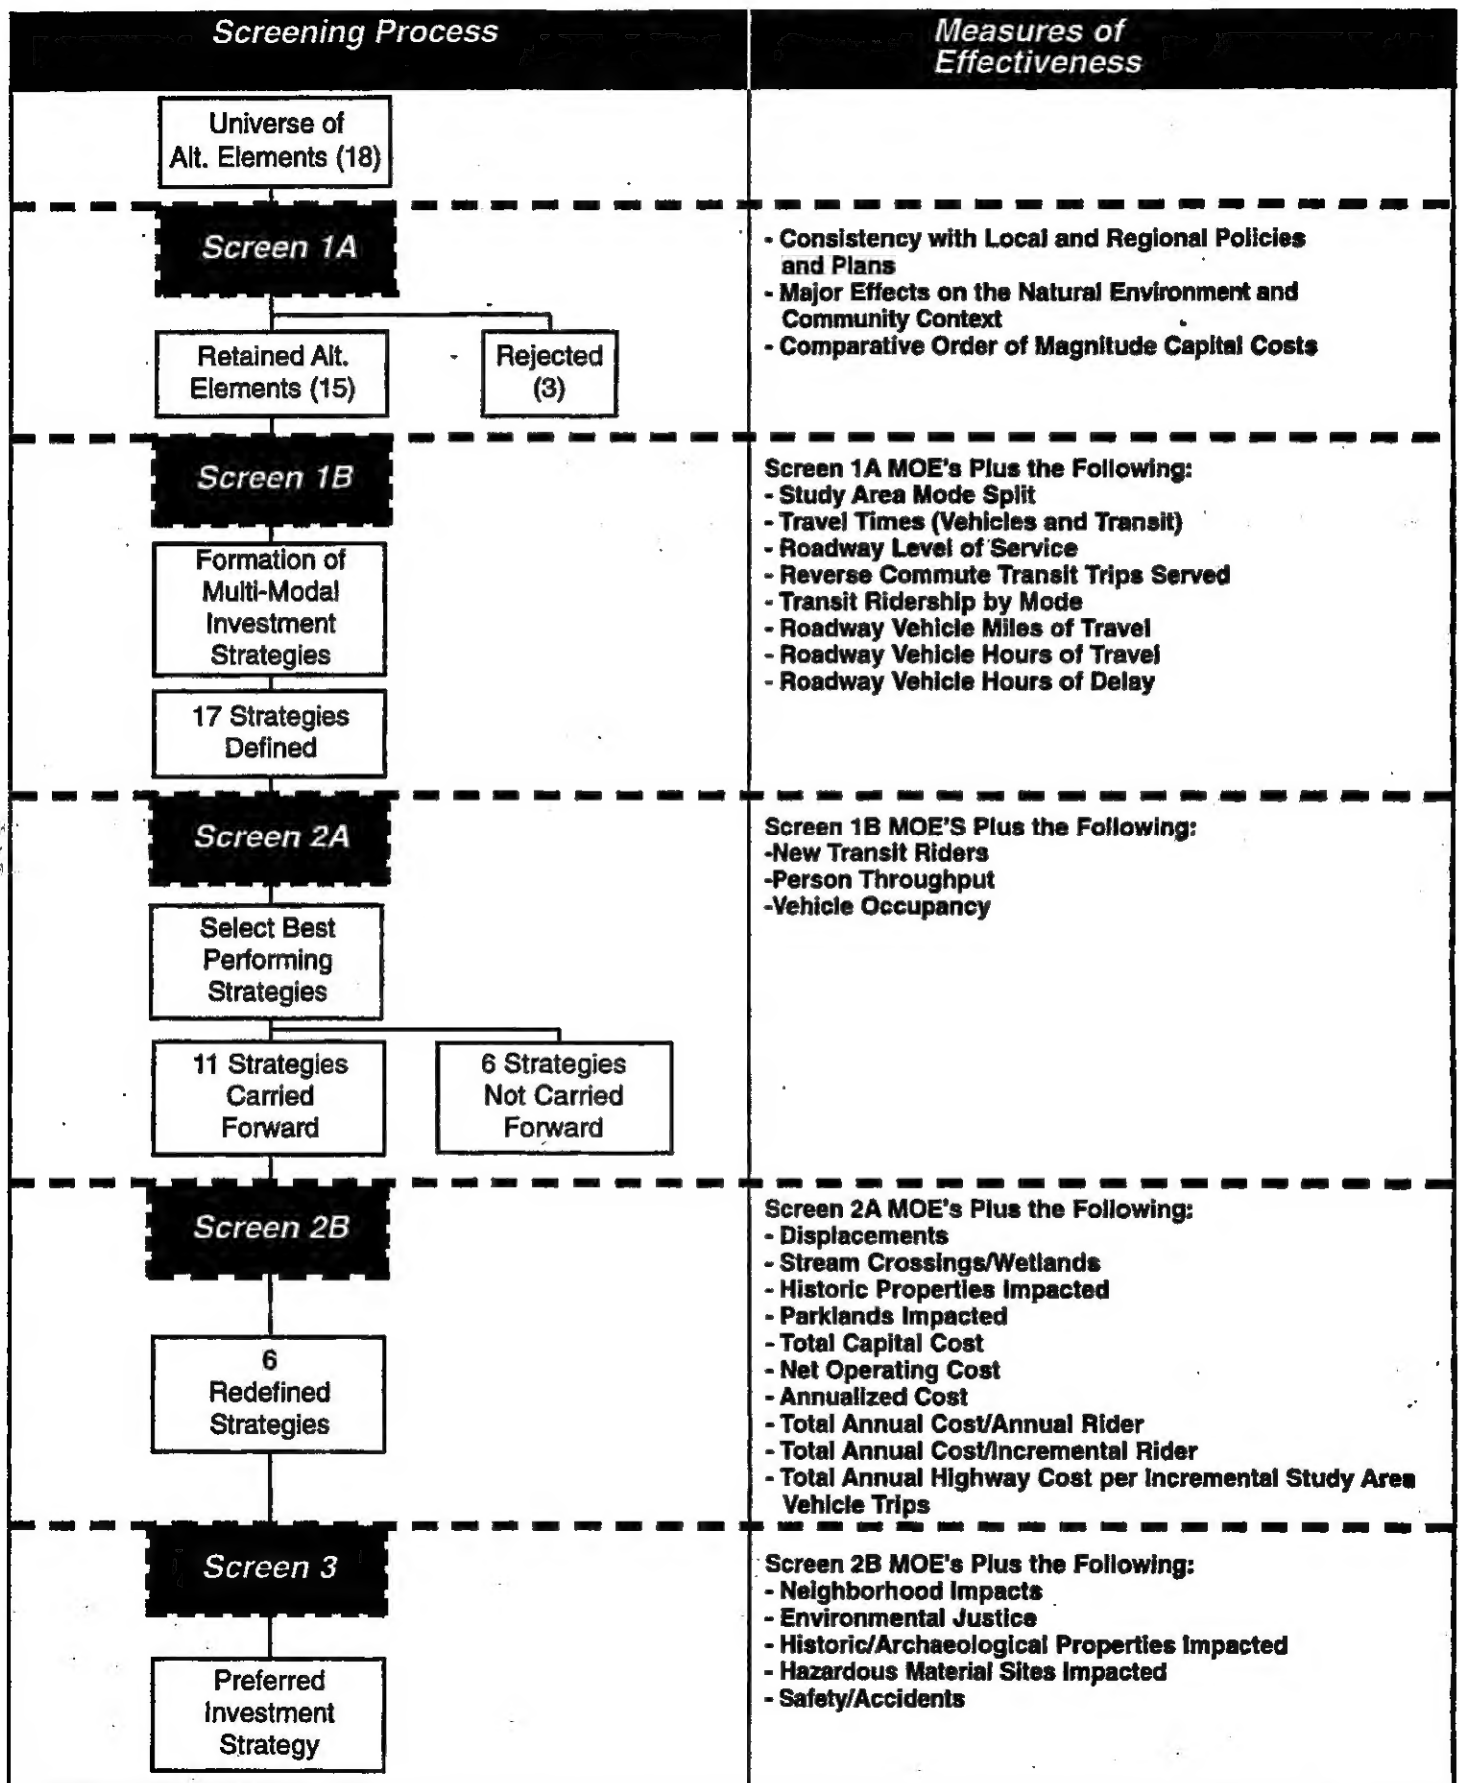 Screening Process
Measures of
Effectiveness
Universe of
Alt. Elements (18)
Screen 1A
- Consistency with Local and Regional Policies
and Plans
- Major Effects on the Natural Environment and
Community Context
- Comparative Order of Magnitude Capital Costs
Retained Alt.
Elements (15)
Rejected
(3)
Screen 1B
Screen 1A MOE's Plus the Following:
- Study Area Mode Split
- Travel Times (Vehicles and Transit)
- Roadway Level of Service
- Reverse Commute Transit Trips Served
- Transit Ridership by Mode
- Roadway Vehicle Miles of Travel
- Roadway Vehicle Hours of Travel
- Roadway Vehicle Hours of Delay
Formation of
Multi-Modal
Investment
Strategies
17 Strategies
Defined
Screen 2A
Screen 1B MOE'S Plus the Following:
-New Transit Riders
-Person Throughput
-Vehicle Occupancy
Select Best
Performing
Strategies
11 Strategies
Carried
Forward
6 Strategies
Not Carried
Forward
Screen 2B
Screen 2A MOE's Plus the Following:
- Displacements
- Stream Crossings/Wetlands
- Historic Properties Impacted
- Parklands Impacted
- Total Capital Cost
- Net Operating Cost
- Annualized Cost
- Total Annual Cost/Annual Rider
- Total Annual Cost/Incremental Rider
- Total Annual Highway Cost per Incremental Study Area
Vehicle Trips
6
Redefined
Strategies
Screen 3
Screen 2B MOE's Plus the Following:
- Neighborhood Impacts
- Environmental Justice
- Historic/Archaeological Properties Impacted
- Hazardous Material Sites Impacted
- Safety/Accidents
Preferred
Investment
Strategy